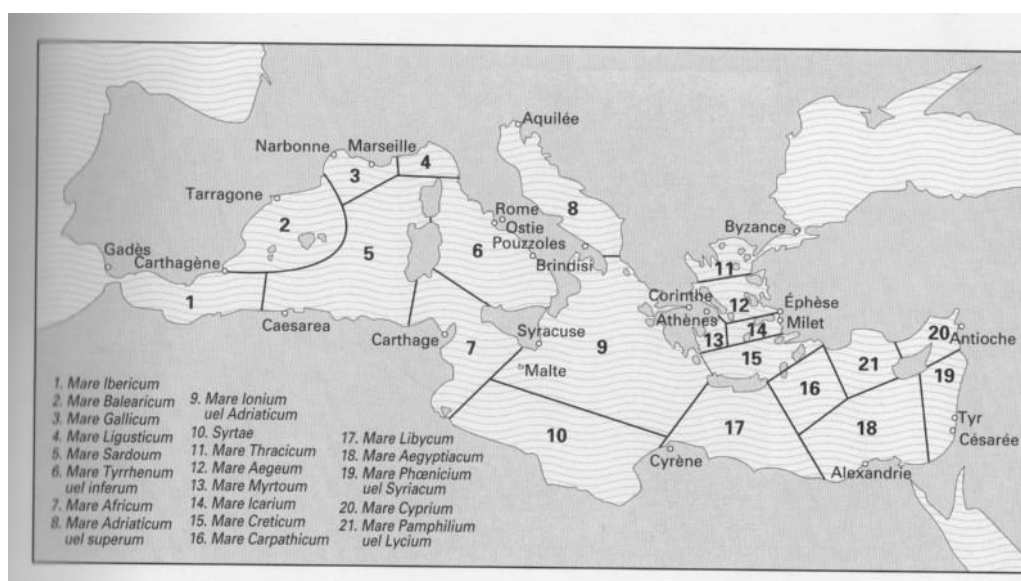 Aquilée
Narbonne
Marseille
4
3
Tarragone
2
8
Rome
Ostie
Pouzzoles
Byzance
Gadès
Carthagène
5
6
Brindisi
11
Corinthe
12
Éphèse
1
Caesarea
Athènes
14
Milet
Carthage
7
Syracuse
9
13
15
20
Antioche
Malte
21
19
16
10
17
18
Tyr
Césarée
Cyrène
Alexandrie
1. Mare Ibericum
2. Mare Balearicum
3. Mare Gallicum
4. Mare Ligusticum
5. Mare Sardoum
6. Mare Tyrrhenum
uel inferum
7. Mare Africum
8. Mare Adriaticum
uel superum
9. Mare Ionium
uel Adriaticum
10. Syrtae
11. Mare Thracicum
12. Mare Aegeum
13. Mare Myrtoum
14. Mare Icarium
15. Mare Creticum
16. Mare Carpathicum
17. Mare Libycum
18. Mare Aegyptiacum
19. Mare Phœnicium
uel Syriacum
20. Mare Cyprium
21. Mare Pamphilium
uel Lycium